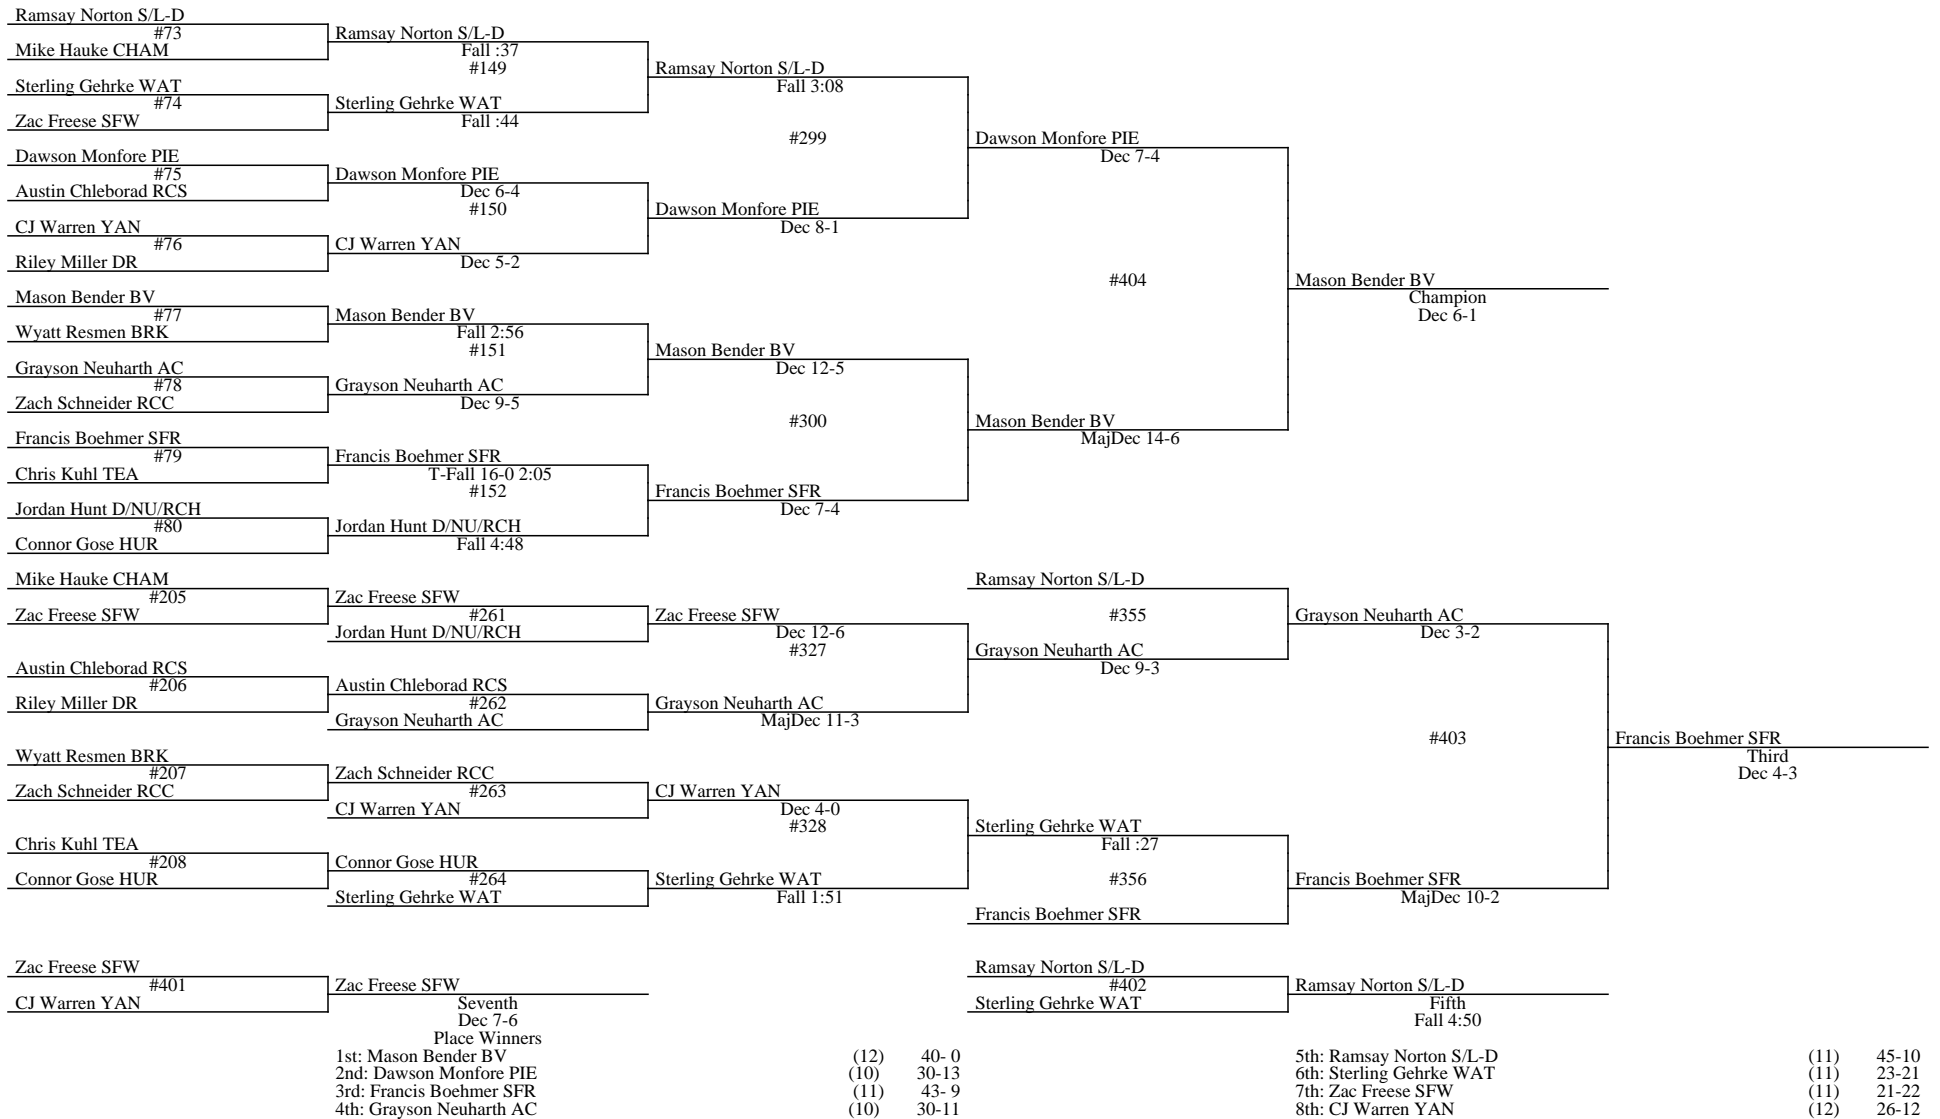 Ramsay Norton S/L-D
#73
Mike Hauke CHAM
Sterling Gehrke WAT
#74
Zac Freese SFW
Dawson Monfore PIE
#75
Austin Chleborad RCS
CJ Warren YAN
#76
Riley Miller DR
Mason Bender BV
#77
Wyatt Resmen BRK
Grayson Neuharth AC
#78
Zach Schneider RCC
Francis Boehmer SFR
#79
Chris Kuhl TEA
Jordan Hunt D/NU/RCH
#80
Connor Gose HUR
Ramsay Norton S/L-D
Fall :37
#149
Sterling Gehrke WAT
Fall :44
Dawson Monfore PIE
Dec 6-4
#150
CJ Warren YAN
Dec 5-2
Mason Bender BV
Fall 2:56
#151
Grayson Neuharth AC
Dec 9-5
Francis Boehmer SFR
T-Fall 16-0 2:05
#152
Jordan Hunt D/NU/RCH
Fall 4:48
Ramsay Norton S/L-D
Fall 3:08
#299
Dawson Monfore PIE
Dec 8-1
Mason Bender BV
Dec 12-5
#300
Francis Boehmer SFR
Dec 7-4
Dawson Monfore PIE
Dec 7-4
#404
Mason Bender BV
MajDec 14-6
Mason Bender BV
Champion
Dec 6-1
Mike Hauke CHAM
#205
Zac Freese SFW
Austin Chleborad RCS
#206
Riley Miller DR
Wyatt Resmen BRK
#207
Zach Schneider RCC
Chris Kuhl TEA
#208
Connor Gose HUR
Zac Freese SFW
#261
Jordan Hunt D/NU/RCH
Austin Chleborad RCS
#262
Grayson Neuharth AC
Zach Schneider RCC
#263
CJ Warren YAN
Connor Gose HUR
#264
Sterling Gehrke WAT
Zac Freese SFW
Dec 12-6
#327
Grayson Neuharth AC
MajDec 11-3
CJ Warren YAN
Dec 4-0
#328
Sterling Gehrke WAT
Fall 1:51
Ramsay Norton S/L-D
#355
Grayson Neuharth AC
Dec 9-3
Sterling Gehrke WAT
Fall :27
#356
Francis Boehmer SFR
Grayson Neuharth AC
Dec 3-2
#403
Francis Boehmer SFR
MajDec 10-2
Francis Boehmer SFR
Third
Dec 4-3
Zac Freese SFW
#401
CJ Warren YAN
Zac Freese SFW
Seventh
Dec 7-6
Ramsay Norton S/L-D
#402
Sterling Gehrke WAT
Ramsay Norton S/L-D
Fifth
Fall 4:50
Place Winners
1st: Mason Bender BV (12) 40- 0
2nd: Dawson Monfore PIE (10) 30-13
3rd: Francis Boehmer SFR (11) 43- 9
4th: Grayson Neuharth AC (10) 30-11
5th: Ramsay Norton S/L-D (11) 45-10
6th: Sterling Gehrke WAT (11) 23-21
7th: Zac Freese SFW (11) 21-22
8th: CJ Warren YAN (12) 26-12